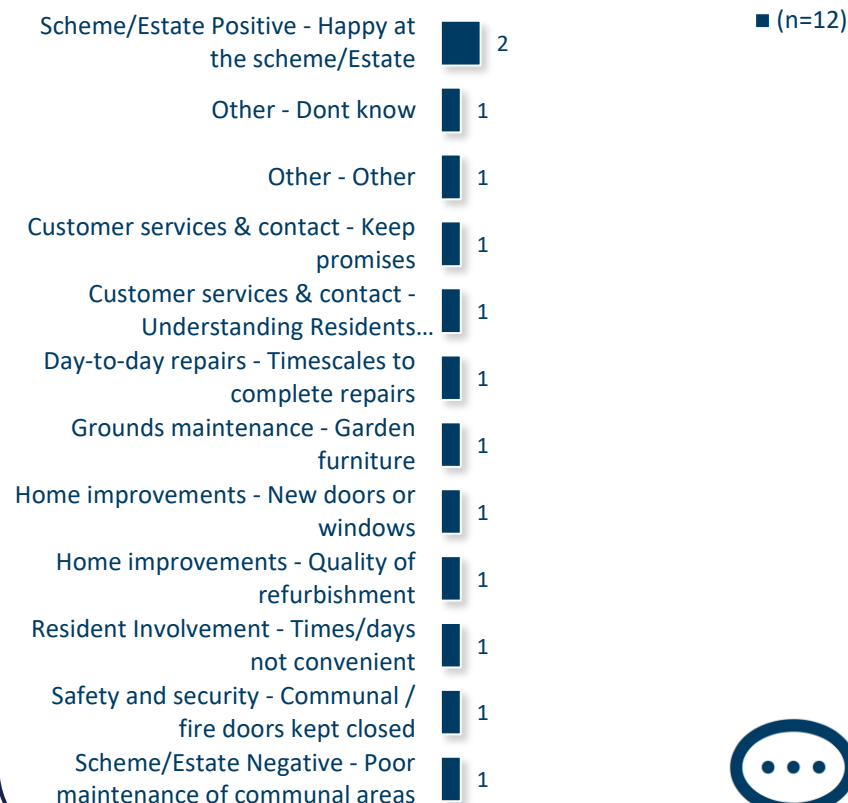 Scheme/Estate Positive - Happy at
the scheme/Estate
2
(n=12)
Other - Dont know
1
Other - Other
1
Customer services & contact - Keep
promises
1
Customer services & contact -
Understanding Residents...
1
Day-to-day repairs - Timescales to
complete repairs
1
Grounds maintenance - Garden
furniture
1
Home improvements - New doors or
windows
1
Home improvements - Quality of
refurbishment
1
Resident Involvement - Times/days
not convenient
1
Safety and security - Communal /
fire doors kept closed
1
Scheme/Estate Negative - Poor
maintenance of communal areas
1